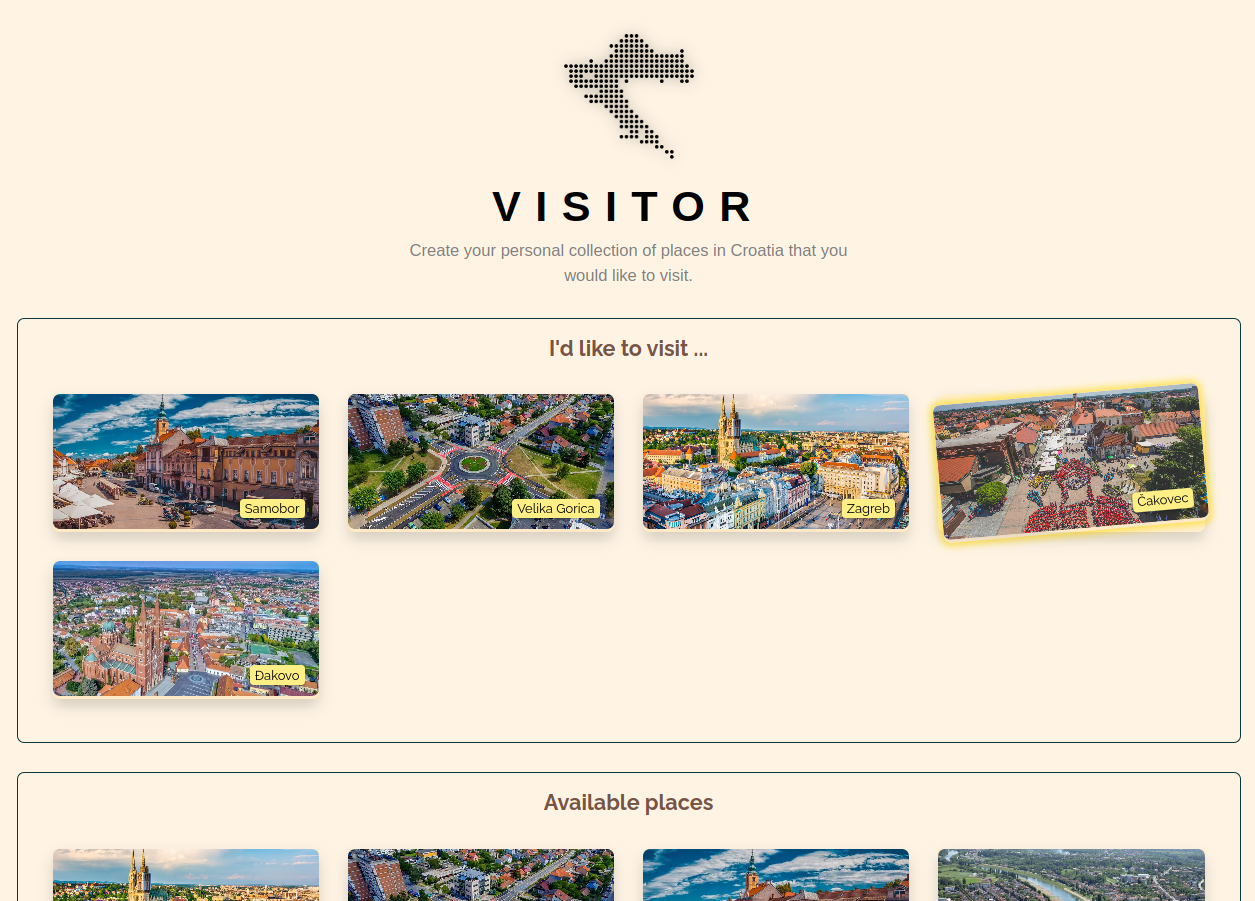 VISITOR
Create your personal collection of places in Croatia that you
would like to visit.
I'd like to visit ...
Samobor
Velika Gorica
Zagreb
Čakovec
Đakovo
Available places